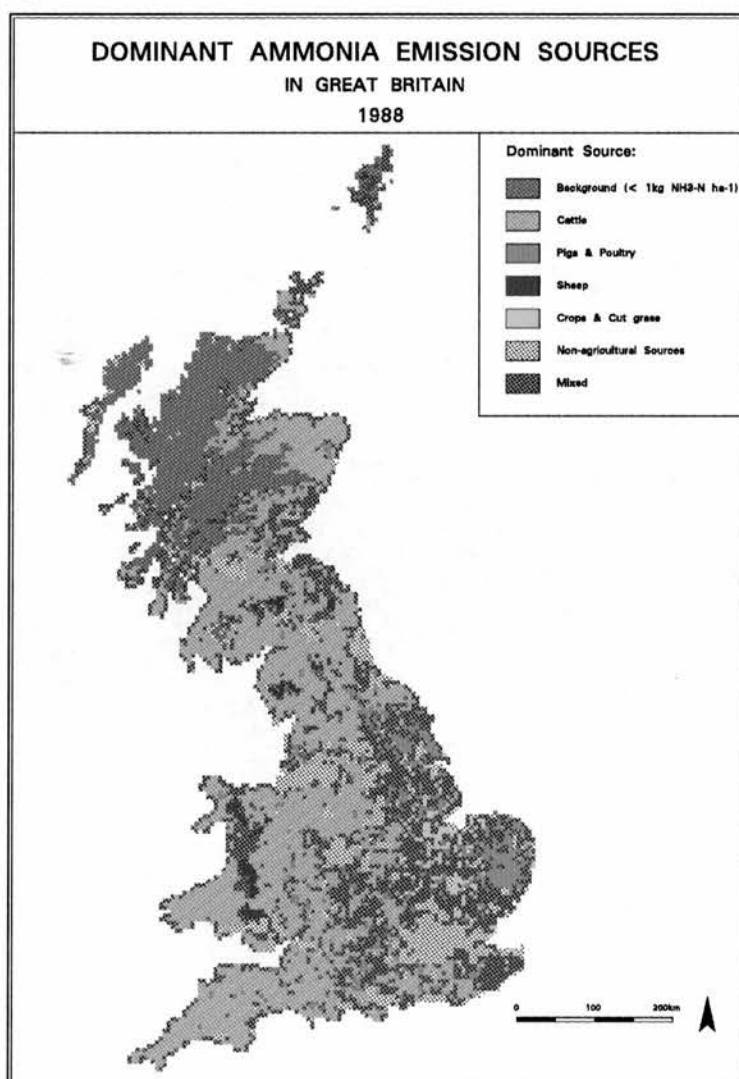 DOMINANT AMMONIA EMISSION SOURCES
IN GREAT BRITAIN
1988
Dominant Source:
Background (< 1kg NH3-N ha-1)
Cattle
Pigs & Poultry
Sheep
Crops & Cut grass
Non-agricultural Sources
Mixed
0 100 200km